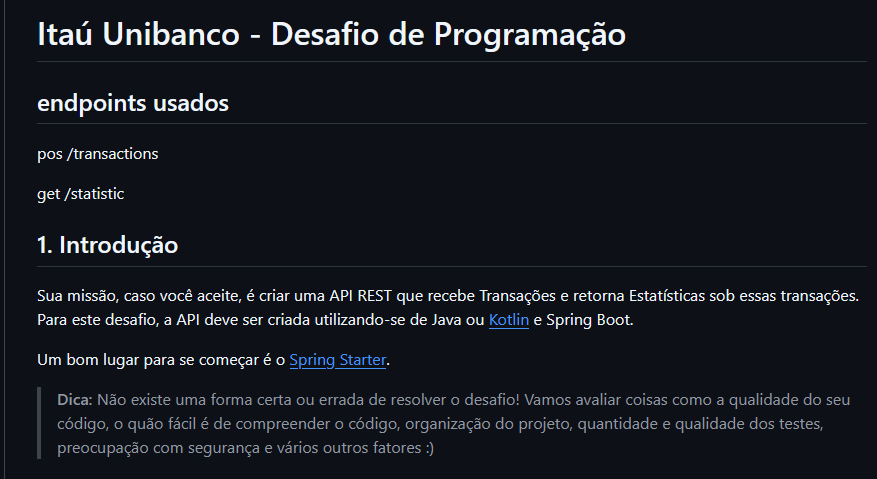 Itaú Unibanco - Desafio de Programação
endpoints usados
pos /transactions
get /statistic
1. Introdução
Sua missão, caso você aceite, é criar uma API REST que recebe Transações e retorna Estatísticas sob essas transações.
Para este desafio, a API deve ser criada utilizando-se de Java ou Kotlin e Spring Boot.
Um bom lugar para se começar é o Spring Starter.
Dica: Não existe uma forma certa ou errada de resolver o desafio! Vamos avaliar coisas como a qualidade do seu
código, o quão fácil é de compreender o código, organização do projeto, quantidade e qualidade dos testes,
preocupação com segurança e vários outros fatores :)